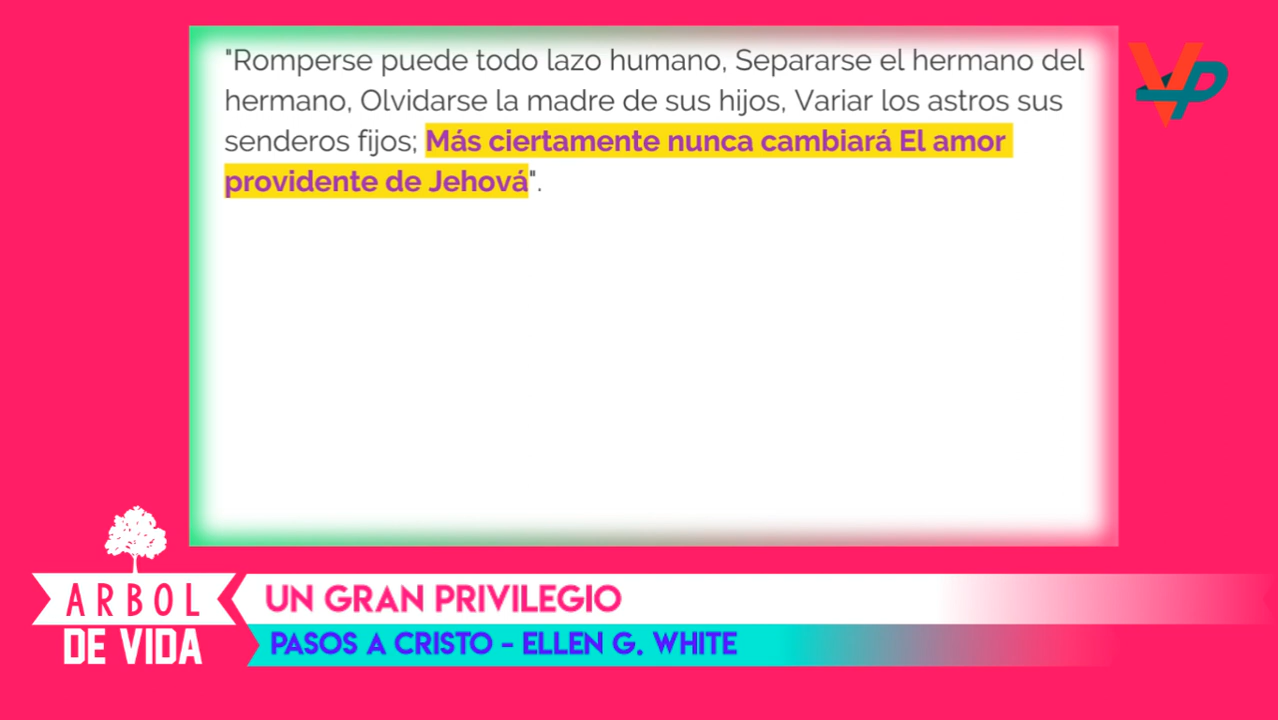 "Romperse puede todo lazo humano, Separarse el hermano del
hermano, Olvidarse la madre de sus hijos, Variar los astros sus
senderos fijos; Más ciertamente nunca cambiará El amor
providente de Jehová".
VP
ARBOL
DE VIDA
UN GRAN PRIVILEGIO
PASOS A CRISTO - ELLEN G. WHITE